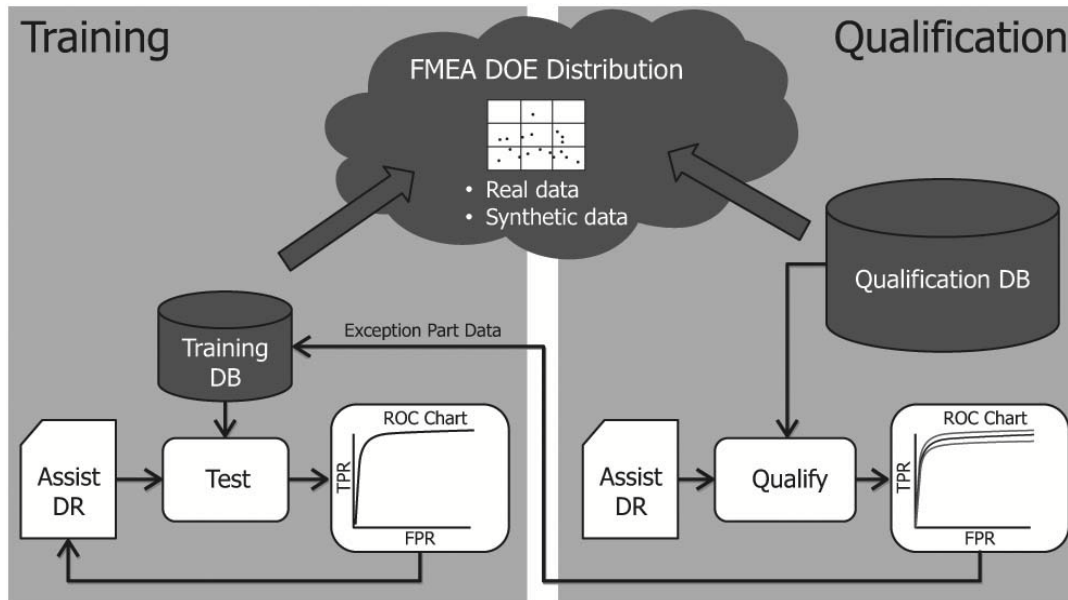 Training
Qualification
FMEA DOE Distribution
• Real data
• Synthetic data
Qualification DB
Exception Part Data
Training
DB
ROC Chart
TPR
FPR
Assist
DR
Test
ROC Chart
TPR
FPR
Assist
DR
Qualify